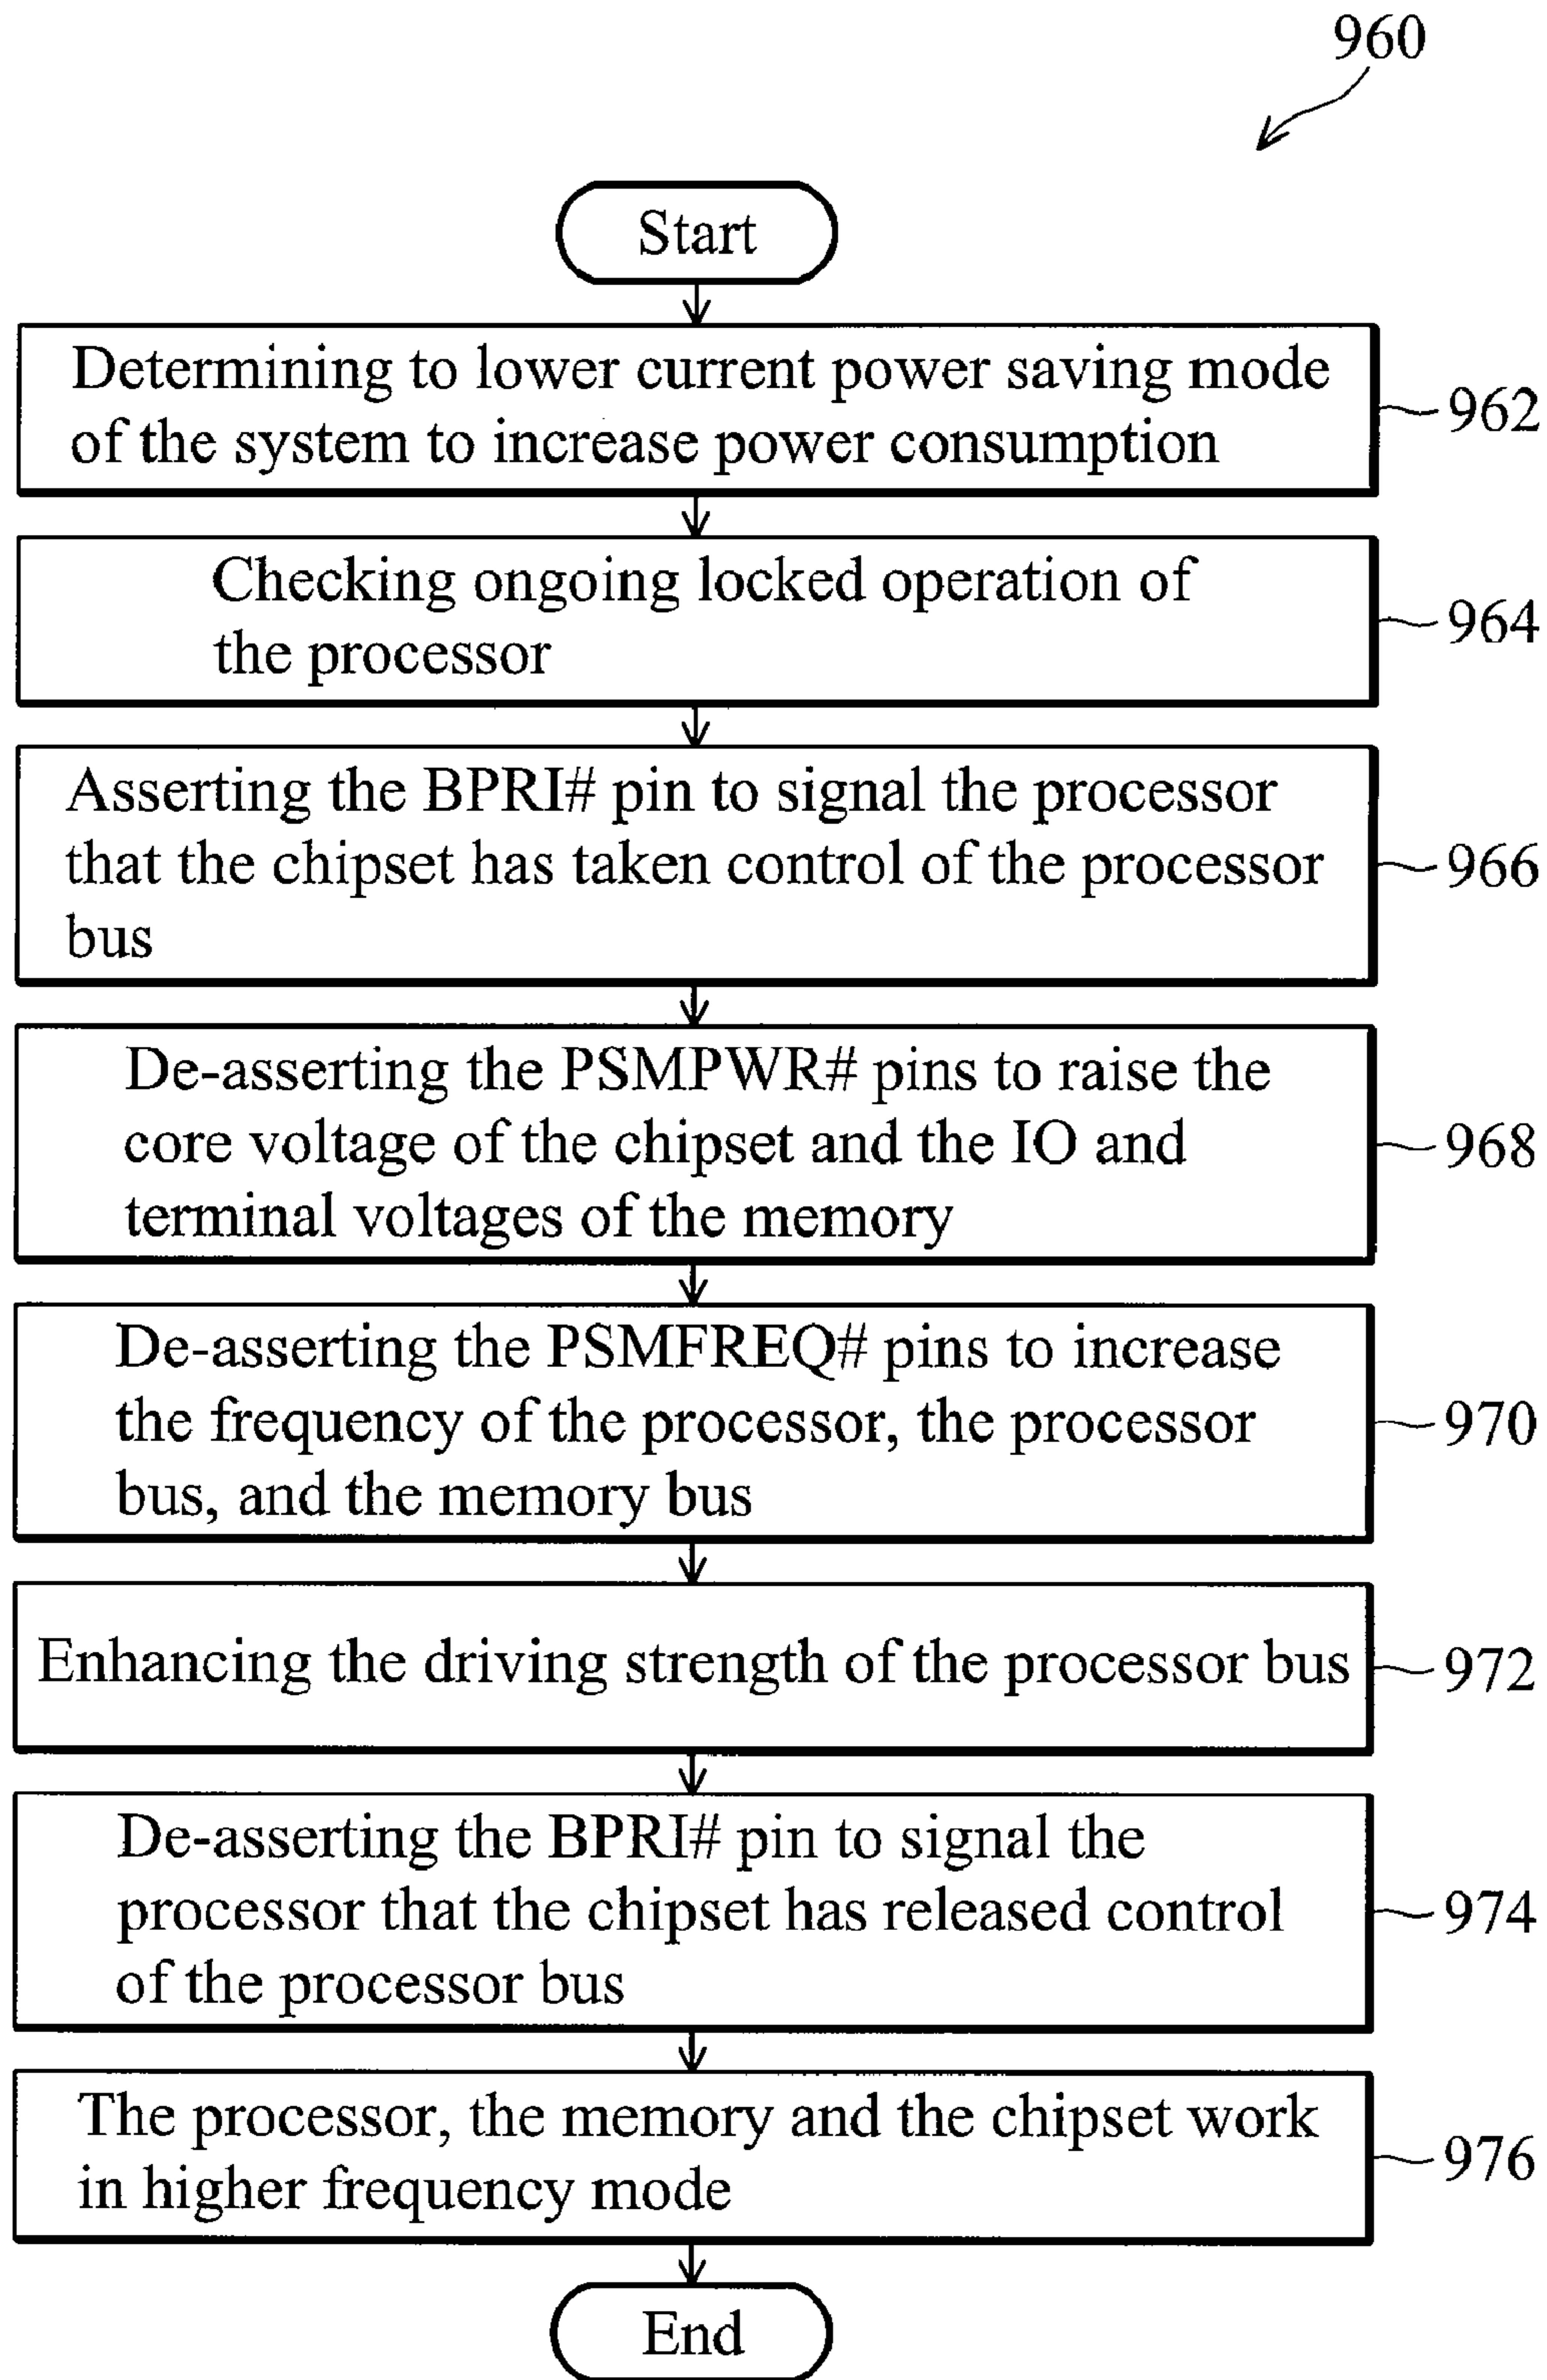 960
Start
Determining to lower current power saving mode
of the system to increase power consumption
962
Checking ongoing locked operation of
the processor
964
Asserting the BPRI# pin to signal the processor
that the chipset has taken control of the processor
bus
966
De-asserting the PSMPWR# pins to raise the
core voltage of the chipset and the IO and
terminal voltages of the memory
968
De-asserting the PSMFREQ# pins to increase
the frequency of the processor, the processor
bus, and the memory bus
970
Enhancing the driving strength of the processor bus
972
De-asserting the BPRI# pin to signal the
processor that the chipset has released control
of the processor bus
974
The processor, the memory and the chipset work
in higher frequency mode
976
End